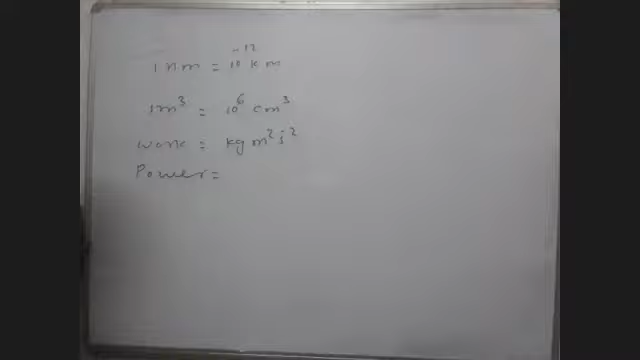 1 nm = 10⁻¹² km
1m³ = 10⁶ cm³
work = kg m² s⁻²
Power =